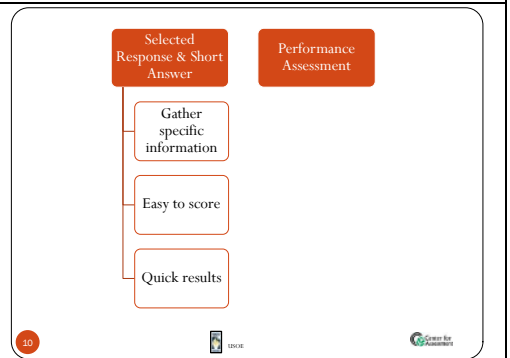 Selected
Response & Short
Answer
Performance
Assessment
Gather
specific
information
Easy to score
Quick results
10
USOE
Center for
Assessment